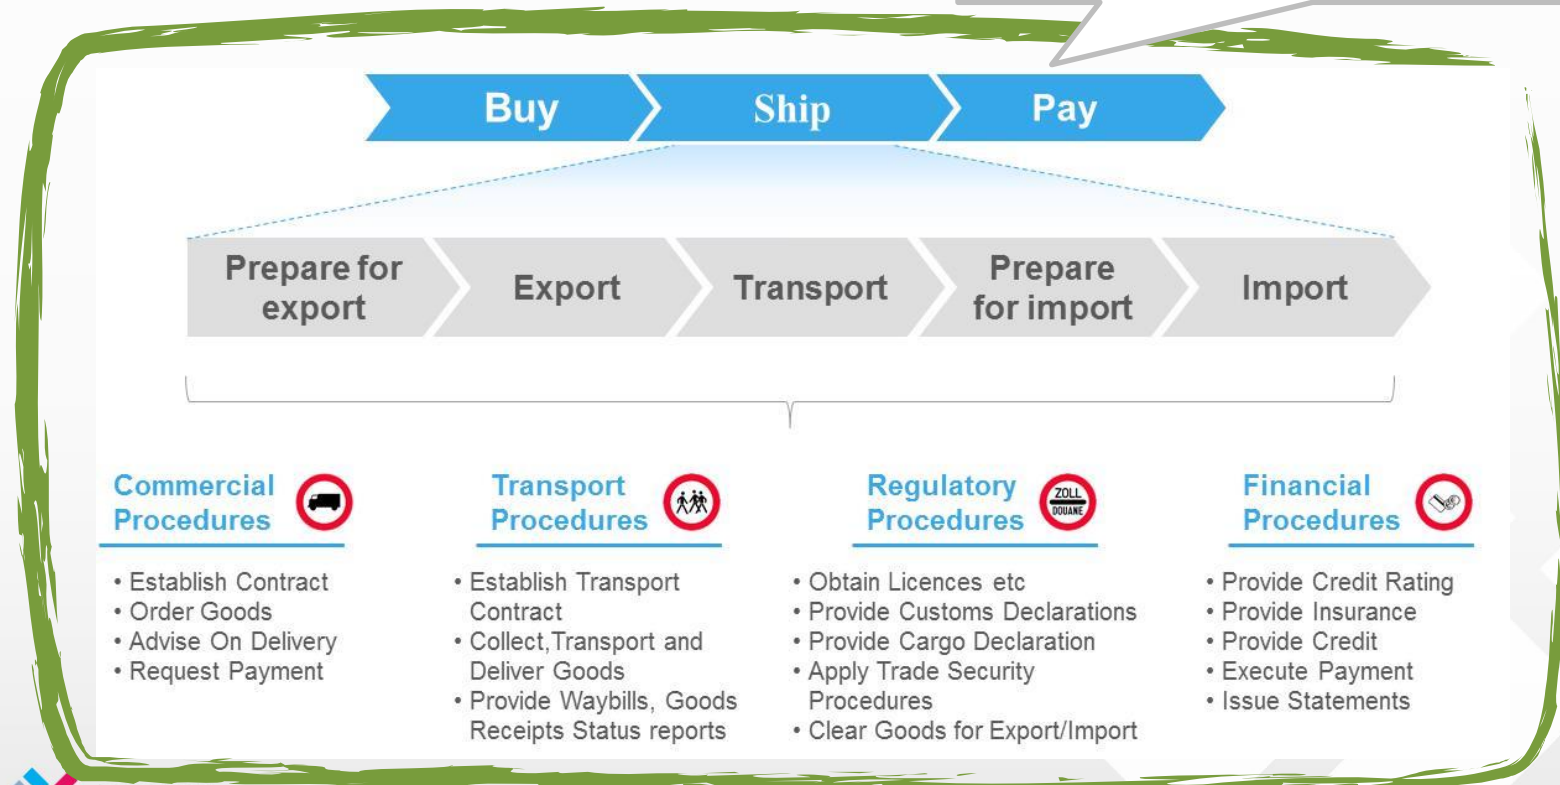 Buy
Ship
Pay
Prepare for
export
Export
Transport
Prepare
for import
Import
Commercial
Procedures
• Establish Contract
• Order Goods
• Advise On Delivery
• Request Payment
Transport
Procedures
• Establish Transport
Contract
• Collect,Transport and
Deliver Goods
• Provide Waybills, Goods
Receipts Status reports
Regulatory
Procedures
ZOLL
DOUANE
• Obtain Licences etc
• Provide Customs Declarations
• Provide Cargo Declaration
• Apply Trade Security
Procedures
• Clear Goods for Export/Import
Financial
Procedures
• Provide Credit Rating
• Provide Insurance
• Provide Credit
• Execute Payment
• Issue Statements